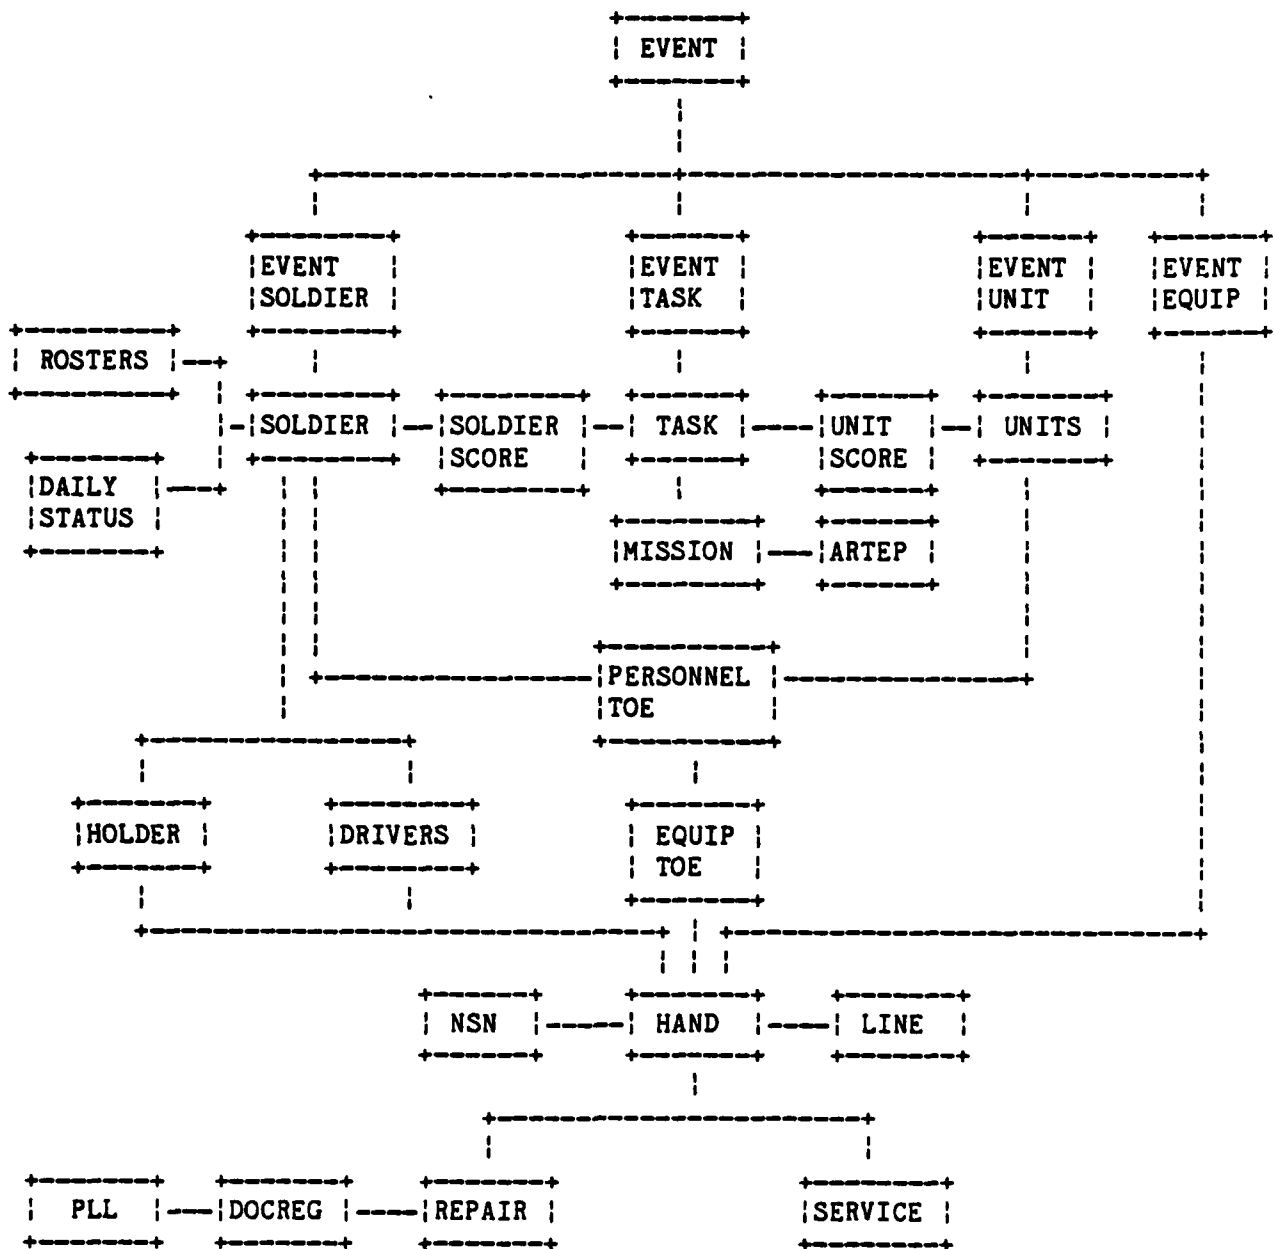 EVENT
EVENT
SOLDIER
EVENT
TASK
EVENT
UNIT
EVENT
EQUIP
ROSTERS
SOLDIER
SOLDIER
SCORE
TASK
UNIT
SCORE
UNITS
DAILY
STATUS
MISSION
ARTEP
PERSONNEL
TOE
HOLDER
DRIVERS
EQUIP
TOE
NSN
HAND
LINE
PLL
DOCREG
REPAIR
SERVICE